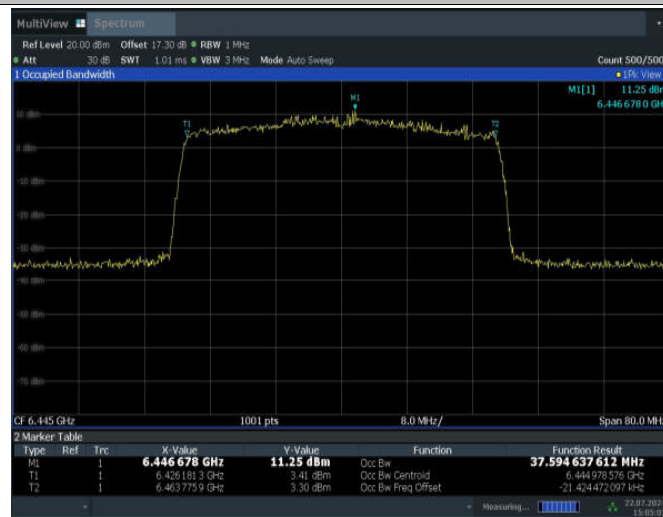 MultiView Spectrum
Ref Level 20.00 dBm Offset 17.30 dB RBW 1 MHz
Att 30 dB SWT 1.01 ms VBW 3 MHz Mode Auto Sweep Count 500/500
1 Occupied Bandwidth 1Pk View
M1[1] 11.25 dBm
6.446 678 0 GHz
M1
T1 T2
10 dBm
0 dBm
-10 dBm
-20 dBm
-30 dBm
-40 dBm
-70 dBm
CF 6.445 GHz 1001 pts 8.0 MHz/ Span 80.0 MHz
2 Marker Table
Type Ref Trc X-Value Y-Value Function Function Result
M1 1 6.446 678 GHz 11.25 dBm Occ Bw 37.594 637 612 MHz
T1 1 6.426 181 3 GHz 3.41 dBm Occ Bw Centroid 6.444 978 576 GHz
T2 1 6.463 775 9 GHz 3.30 dBm Occ Bw Freq Offset -21.424 472 097 kHz
Measuring... 22.07.202
15:05:0